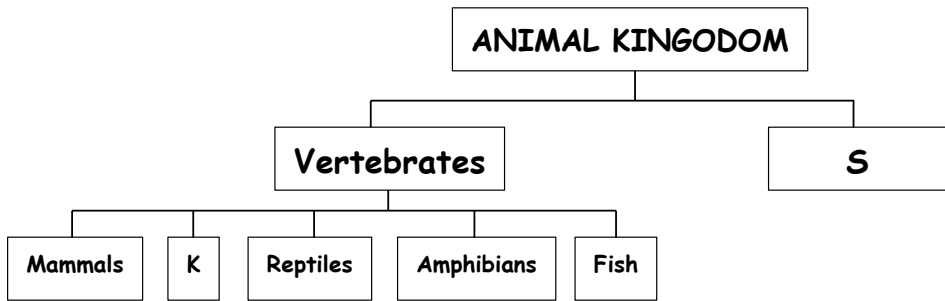 ANIMAL KINGODOM
Vertebrates
S
Mammals
K
Reptiles
Amphibians
Fish